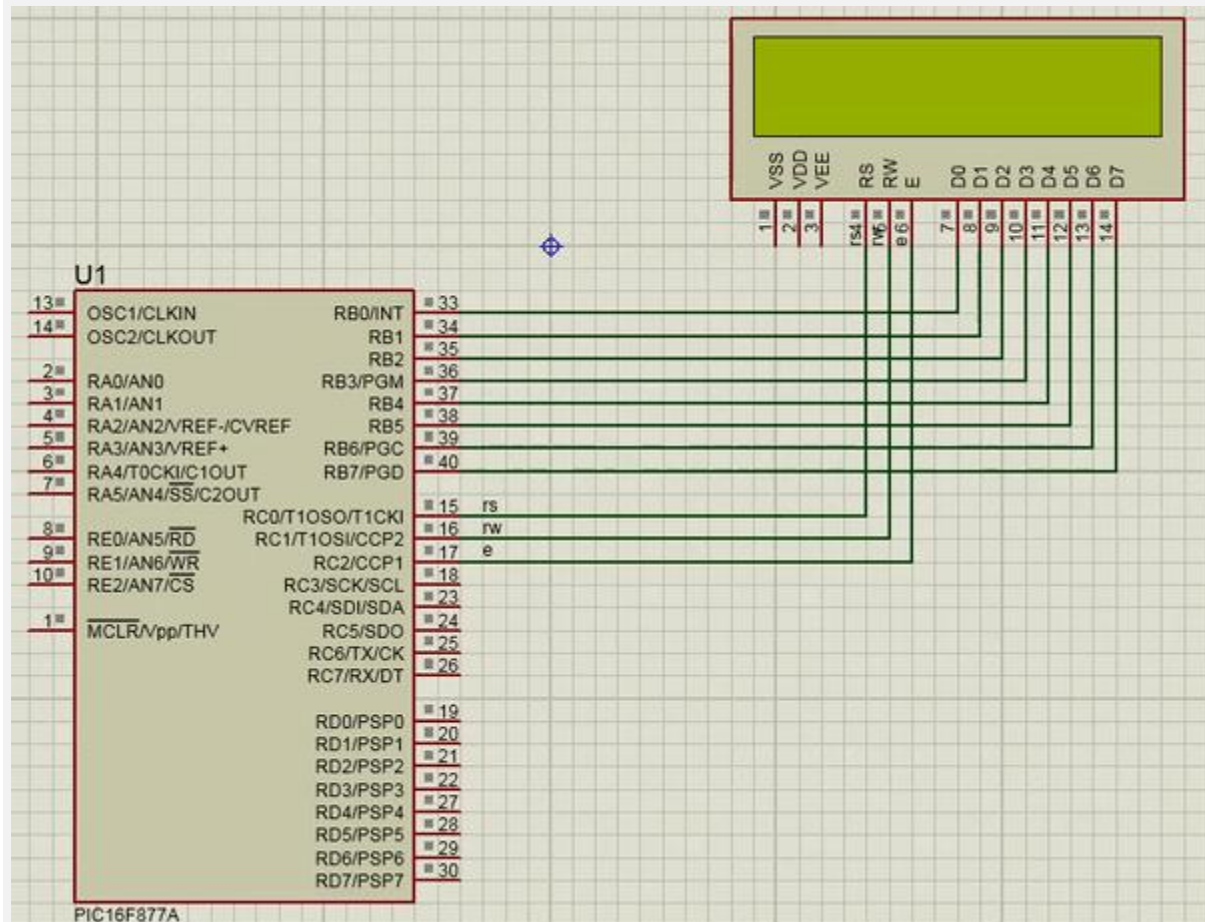 VSS VDD VEE RS RW E D0 D1 D2 D3 D4 D5 D6 D7
1 2 3 rs4 rw5 e6 7 8 9 10 11 12 13 14
U1
13 OSC1/CLKIN RB0/INT 33
14 OSC2/CLKOUT RB1 34
RB2 35
2 RA0/AN0 RB3/PGM 36
3 RA1/AN1 RB4 37
4 RA2/AN2/VREF-/CVREF RB5 38
5 RA3/AN3/VREF+ RB6/PGC 39
6 RA4/T0CKI/C1OUT RB7/PGD 40
7 RA5/AN4/SS/C2OUT
RC0/T1OSO/T1CKI 15 rs
8 RE0/AN5/RD RC1/T1OSI/CCP2 16 rw
9 RE1/AN6/WR RC2/CCP1 17 e
10 RE2/AN7/CS RC3/SCK/SCL 18
RC4/SDI/SDA 23
1 MCLR/Vpp/THV RC5/SDO 24
RC6/TX/CK 25
RC7/RX/DT 26
RD0/PSP0 19
RD1/PSP1 20
RD2/PSP2 21
RD3/PSP3 22
RD4/PSP4 27
RD5/PSP5 28
RD6/PSP6 29
RD7/PSP7 30
PIC16F877A